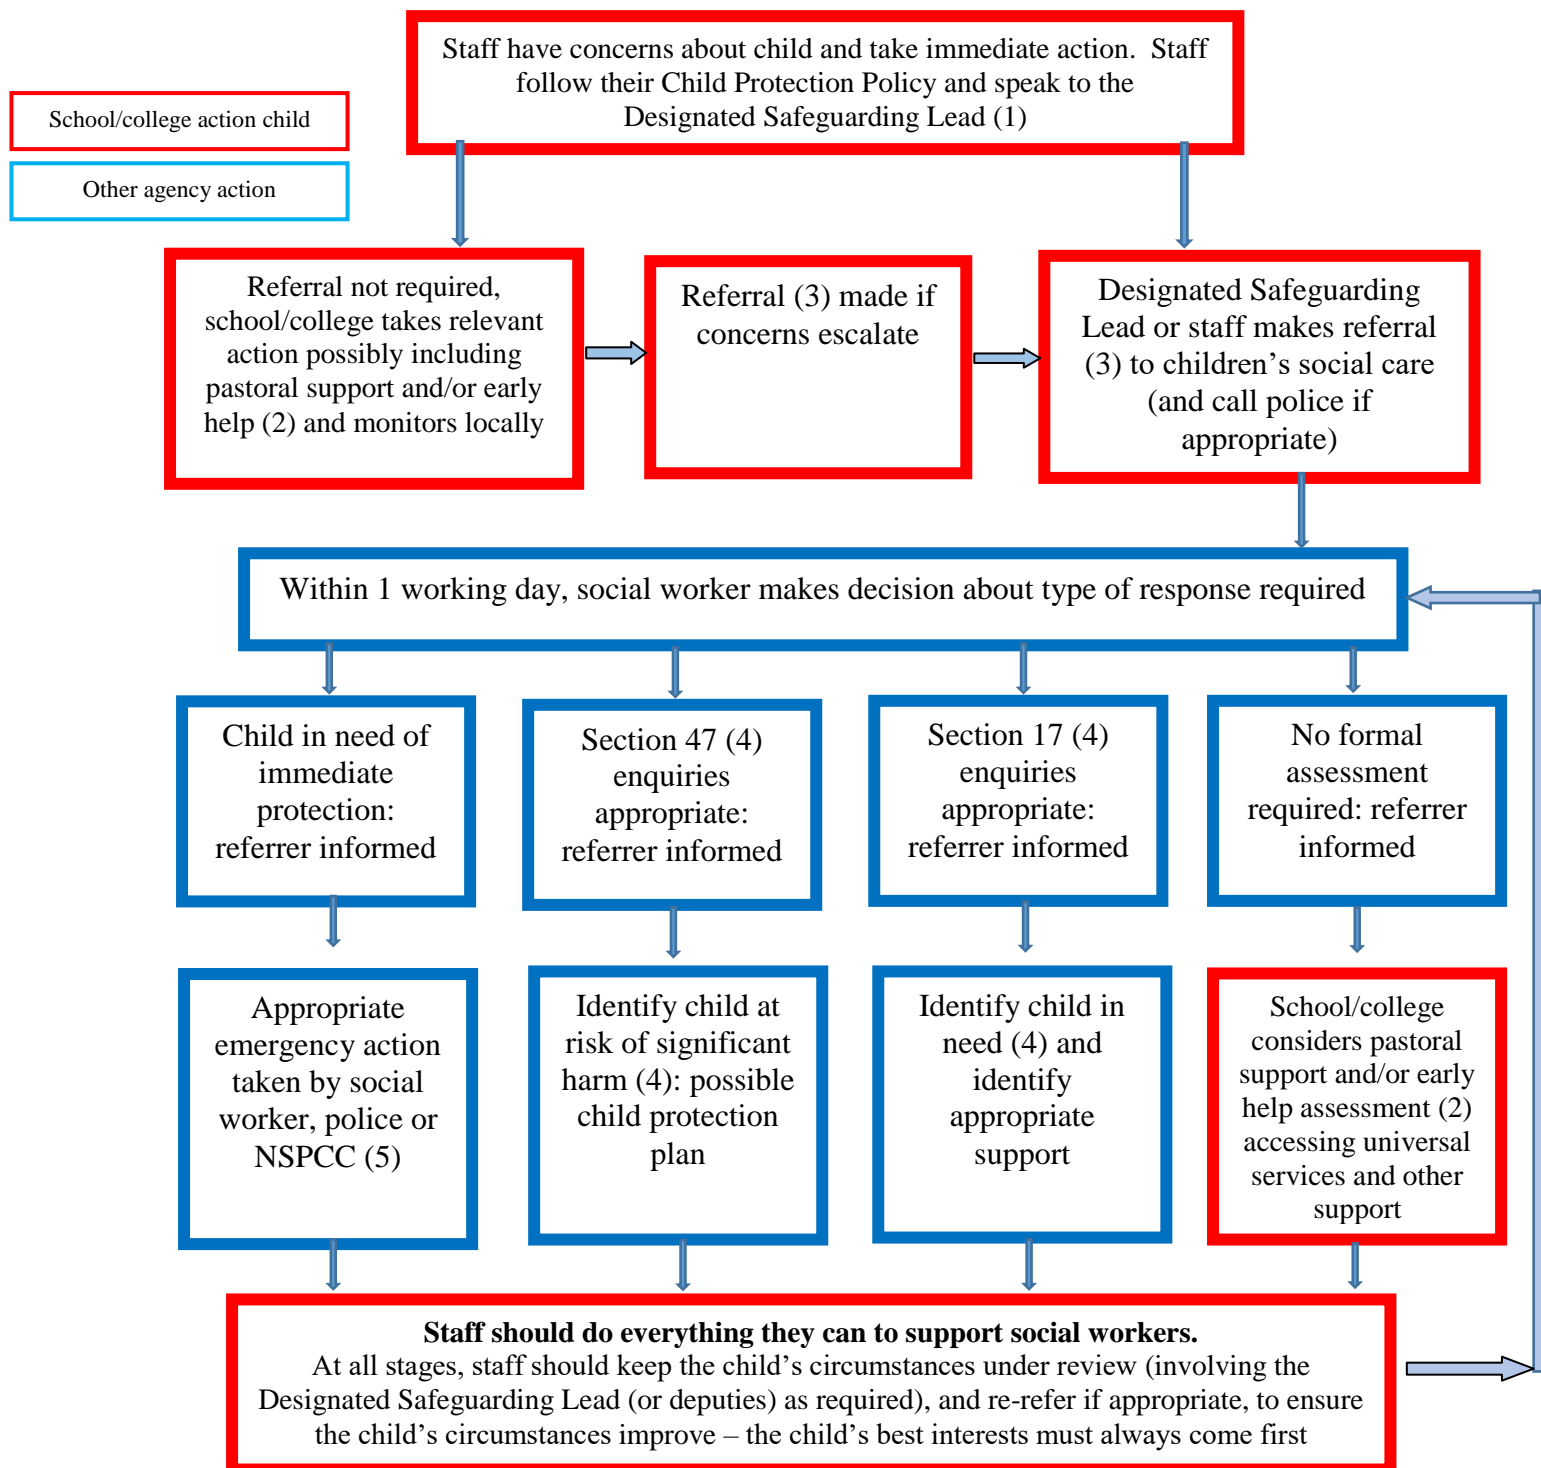 Staff have concerns about child and take immediate action.  Staff
follow their Child Protection Policy and speak to the
Designated Safeguarding Lead (1)
School/college action child
Other agency action
Referral not required,
school/college takes relevant
action possibly including
pastoral support and/or early
help (2) and monitors locally
Referral (3) made if
concerns escalate
Designated Safeguarding
Lead or staff makes referral
(3) to children’s social care
(and call police if
appropriate)
Within 1 working day, social worker makes decision about type of response required
Child in need of
immediate
protection:
referrer informed
Section 47 (4)
enquiries
appropriate:
referrer informed
Section 17 (4)
enquiries
appropriate:
referrer informed
No formal
assessment
required: referrer
informed
Appropriate
emergency action
taken by social
worker, police or
NSPCC (5)
Identify child at
risk of significant
harm (4): possible
child protection
plan
Identify child in
need (4) and
identify
appropriate
support
School/college
considers pastoral
support and/or early
help assessment (2)
accessing universal
services and other
support
Staff should do everything they can to support social workers.
At all stages, staff should keep the child’s circumstances under review (involving the
Designated Safeguarding Lead (or deputies) as required), and re-refer if appropriate, to ensure
the child’s circumstances improve – the child’s best interests must always come first